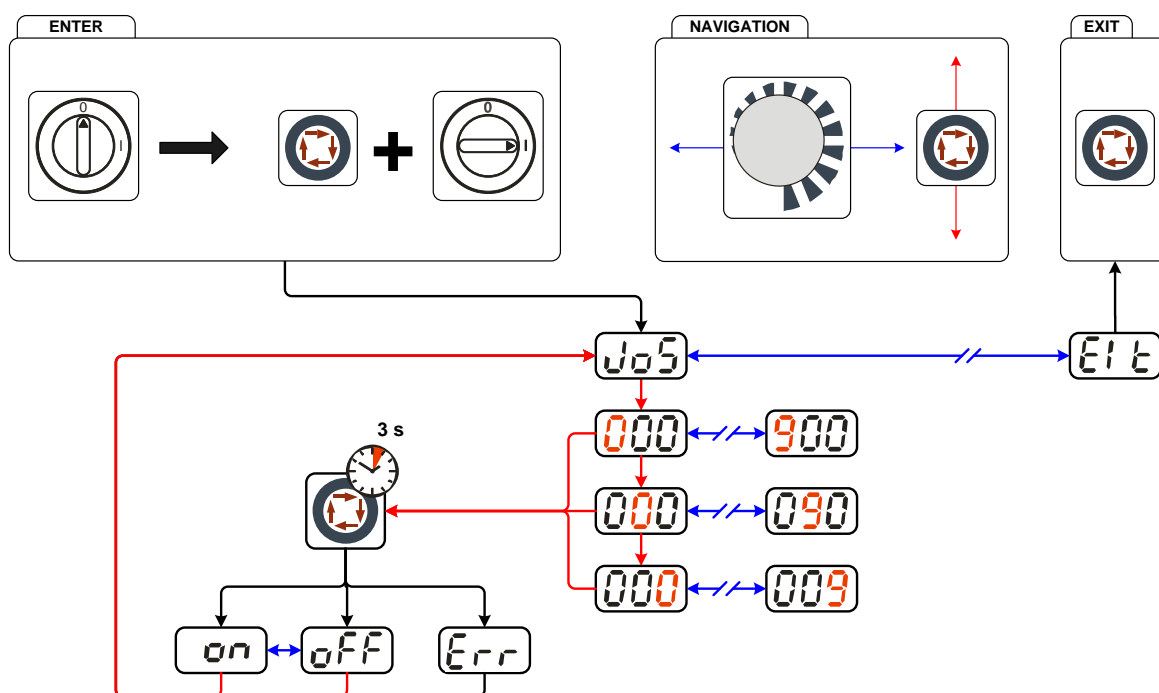 ENTER
NAVIGATION
EXIT
0
I
0
I
JoS
EIt
000
900
3 s
000
090
000
009
on
oFF
Err